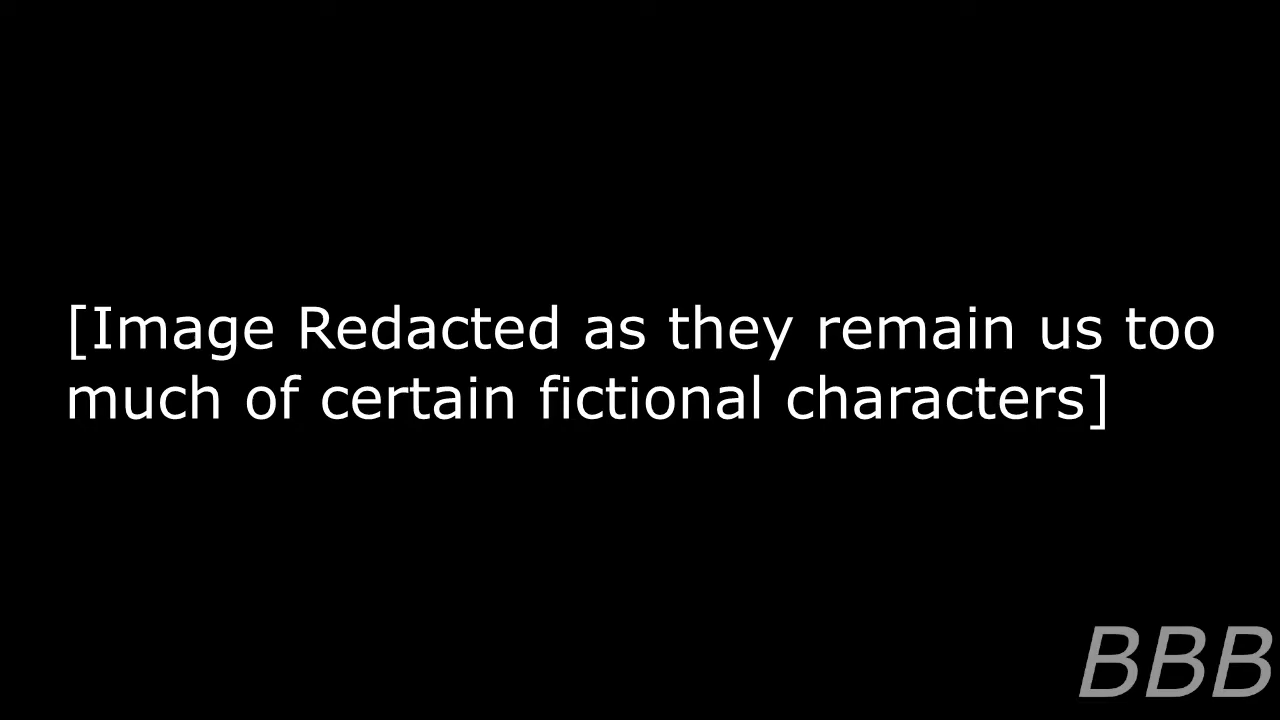 [Image Redacted as they remain us too
much of certain fictional characters]
BBB